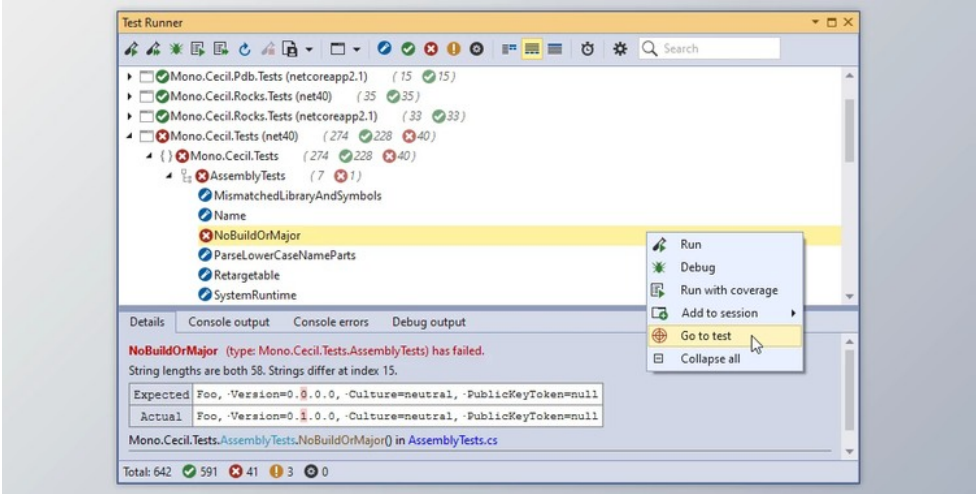 Test Runner
Search
Mono.Cecil.Pdb.Tests (netcoreapp2.1) (15 15)
Mono.Cecil.Rocks.Tests (net40) (35 35)
Mono.Cecil.Rocks.Tests (netcoreapp2.1) (33 33)
Mono.Cecil.Tests (net40) (274 228 40)
{ } Mono.Cecil.Tests (274 228 40)
AssemblyTests (7 1)
MismatchedLibraryAndSymbols
Name
NoBuildOrMajor
ParseLowerCaseNameParts
Retargetable
SystemRuntime
Run
Debug
Run with coverage
Add to session
Go to test
Collapse all
Details Console output Console errors Debug output
NoBuildOrMajor (type: Mono.Cecil.Tests.AssemblyTests) has failed.
String lengths are both 58. Strings differ at index 15.
Expected Foo,·Version=0.0.0.0,·Culture=neutral,·PublicKeyToken=null
Actual Foo,·Version=0.1.0.0,·Culture=neutral,·PublicKeyToken=null
Mono.Cecil.Tests.AssemblyTests.NoBuildOrMajor() in AssemblyTests.cs
Total: 642 591 41 3 0